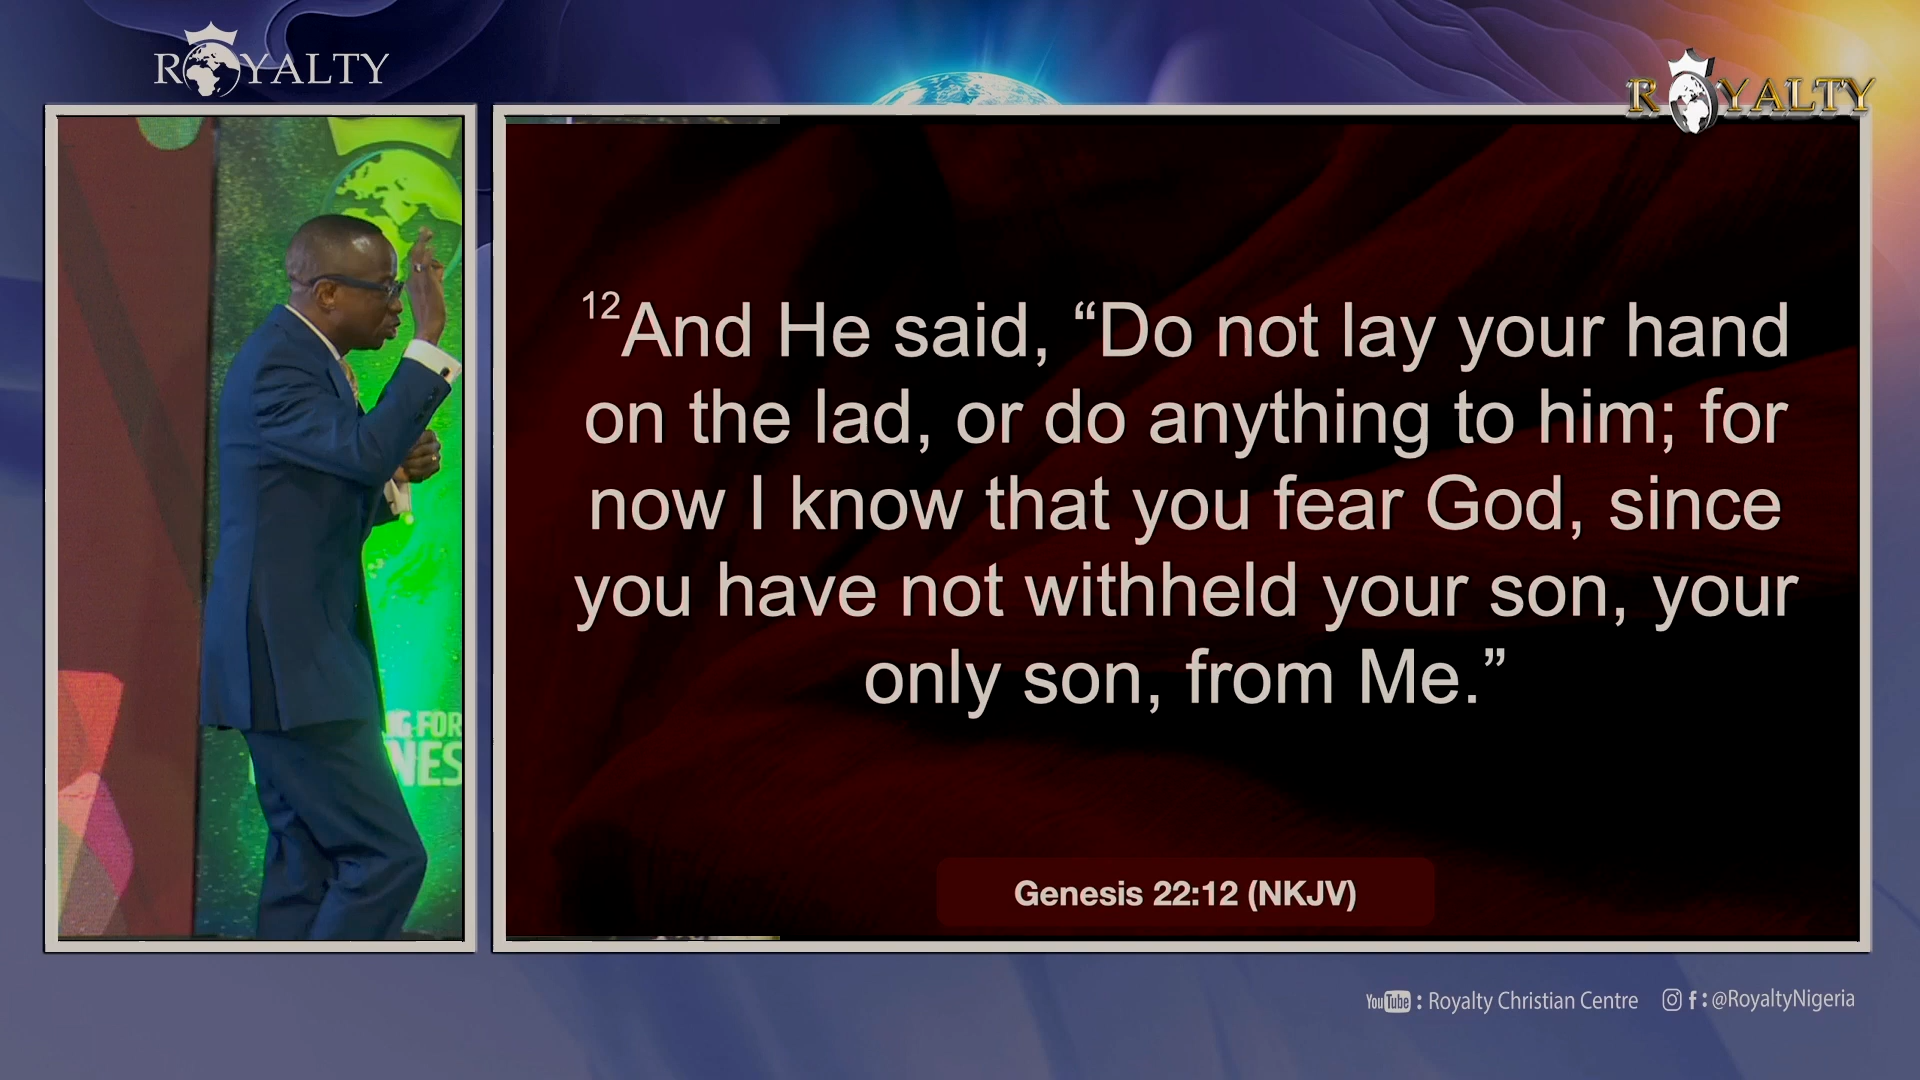 ROYALTY
ROYALTY
12And He said, “Do not lay your hand
on the lad, or do anything to him; for
now I know that you fear God, since
you have not withheld your son, your
only son, from Me.”
Genesis 22:12 (NKJV)
FOR
YouTube : Royalty Christian Centre f : @RoyaltyNigeria